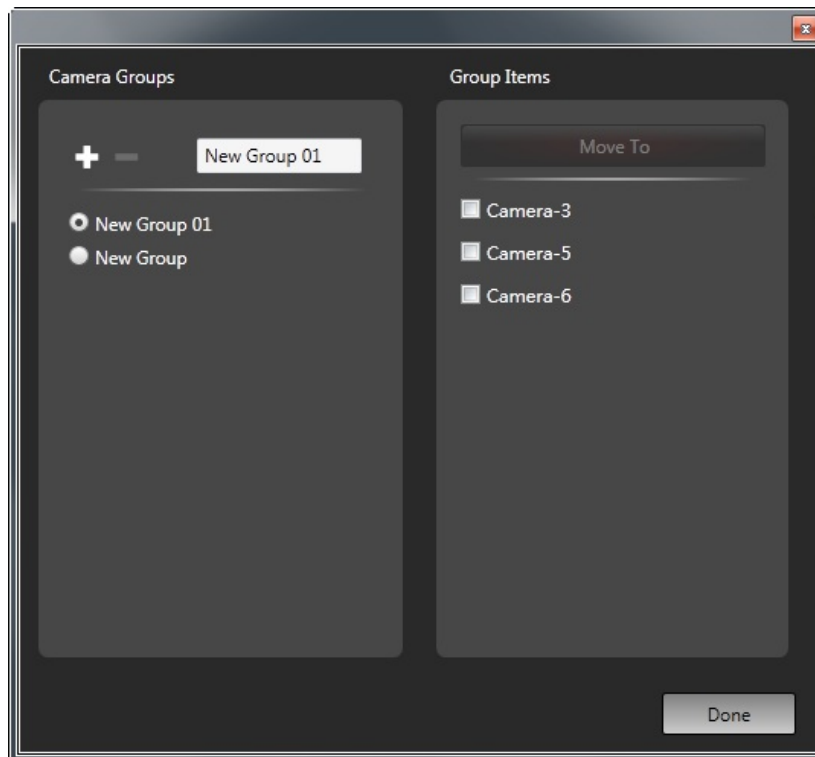 Camera Groups
New Group 01
New Group 01
New Group
Group Items
Move To
Camera-3
Camera-5
Camera-6
Done